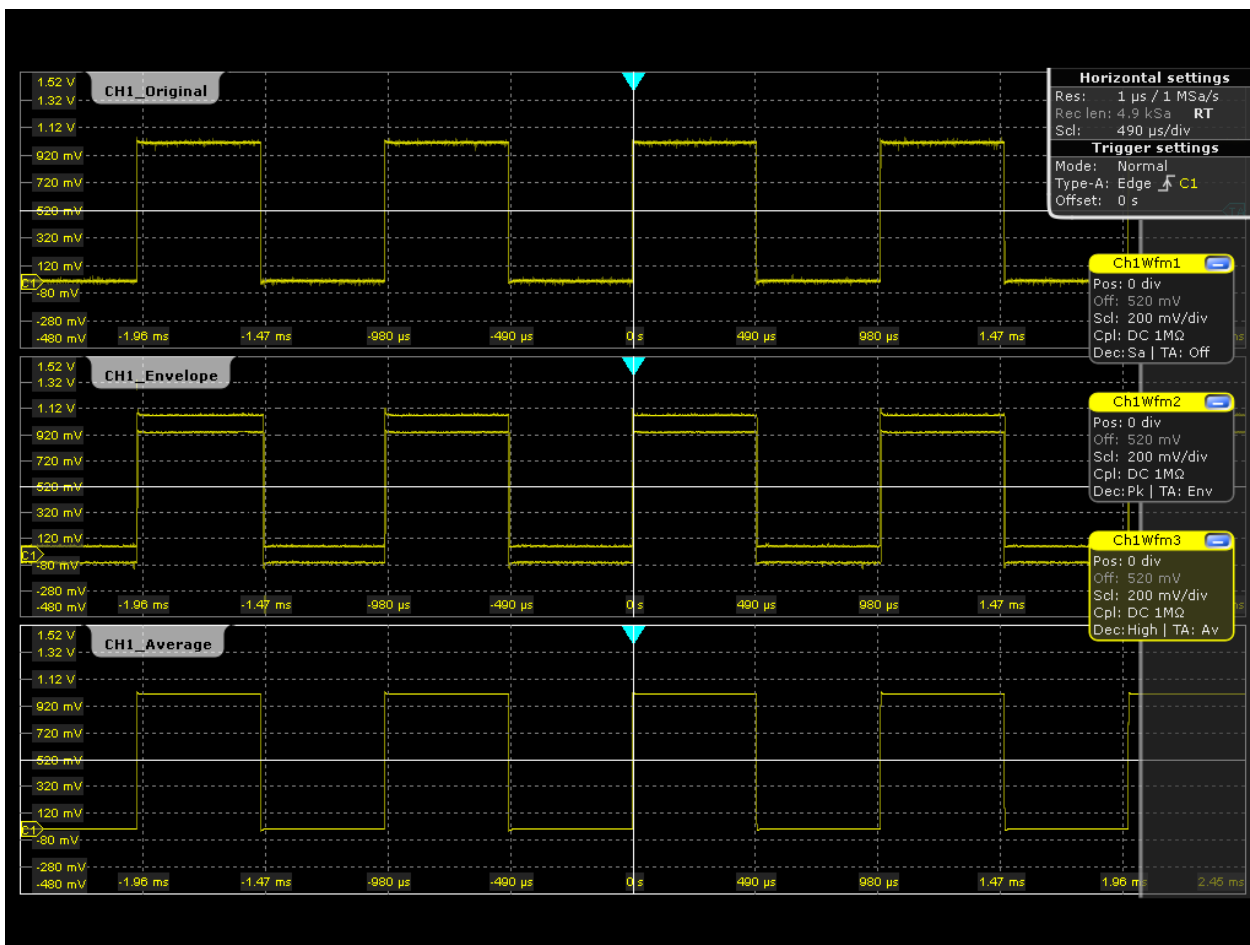 CH1_Original
1.52 V
1.32 V
1.12 V
920 mV
720 mV
520 mV
320 mV
120 mV
C1
-80 mV
-280 mV
-480 mV
-1.96 ms -1.47 ms -980 µs -490 µs 0 s 490 µs 980 µs 1.47 ms
Horizontal settings
Res: 1 µs / 1 MSa/s
Rec len: 4.9 kSa RT
Scl: 490 µs/div
Trigger settings
Mode: Normal
Type-A: Edge C1
Offset: 0 s
Ch1Wfm1
Pos: 0 div
Off: 520 mV
Scl: 200 mV/div
Cpl: DC 1MΩ
Dec: Sa | TA: Off
CH1_Envelope
1.52 V
1.32 V
1.12 V
920 mV
720 mV
520 mV
320 mV
120 mV
C1
-80 mV
-280 mV
-480 mV
-1.96 ms -1.47 ms -980 µs -490 µs 0 s 490 µs 980 µs 1.47 ms
Ch1Wfm2
Pos: 0 div
Off: 520 mV
Scl: 200 mV/div
Cpl: DC 1MΩ
Dec: Pk | TA: Env
CH1_Average
1.52 V
1.32 V
1.12 V
920 mV
720 mV
520 mV
320 mV
120 mV
C1
-80 mV
-280 mV
-480 mV
-1.96 ms -1.47 ms -980 µs -490 µs 0 s 490 µs 980 µs 1.47 ms 1.96 ms 2.45 ms
Ch1Wfm3
Pos: 0 div
Off: 520 mV
Scl: 200 mV/div
Cpl: DC 1MΩ
Dec: High | TA: Av